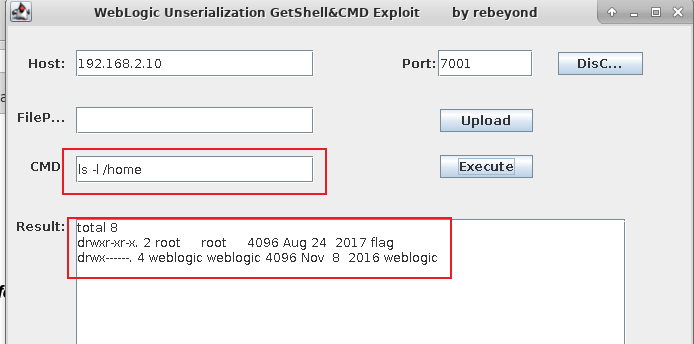 WebLogic Unserialization GetShell&CMD Exploit by rebeyond
Host: 192.168.2.10 Port: 7001 DisC...
FileP... Upload
CMD ls -l /home Execute
Result:
total 8
drwxr-xr-x. 2 root root 4096 Aug 24 2017 flag
drwx------. 4 weblogic weblogic 4096 Nov 8 2016 weblogic